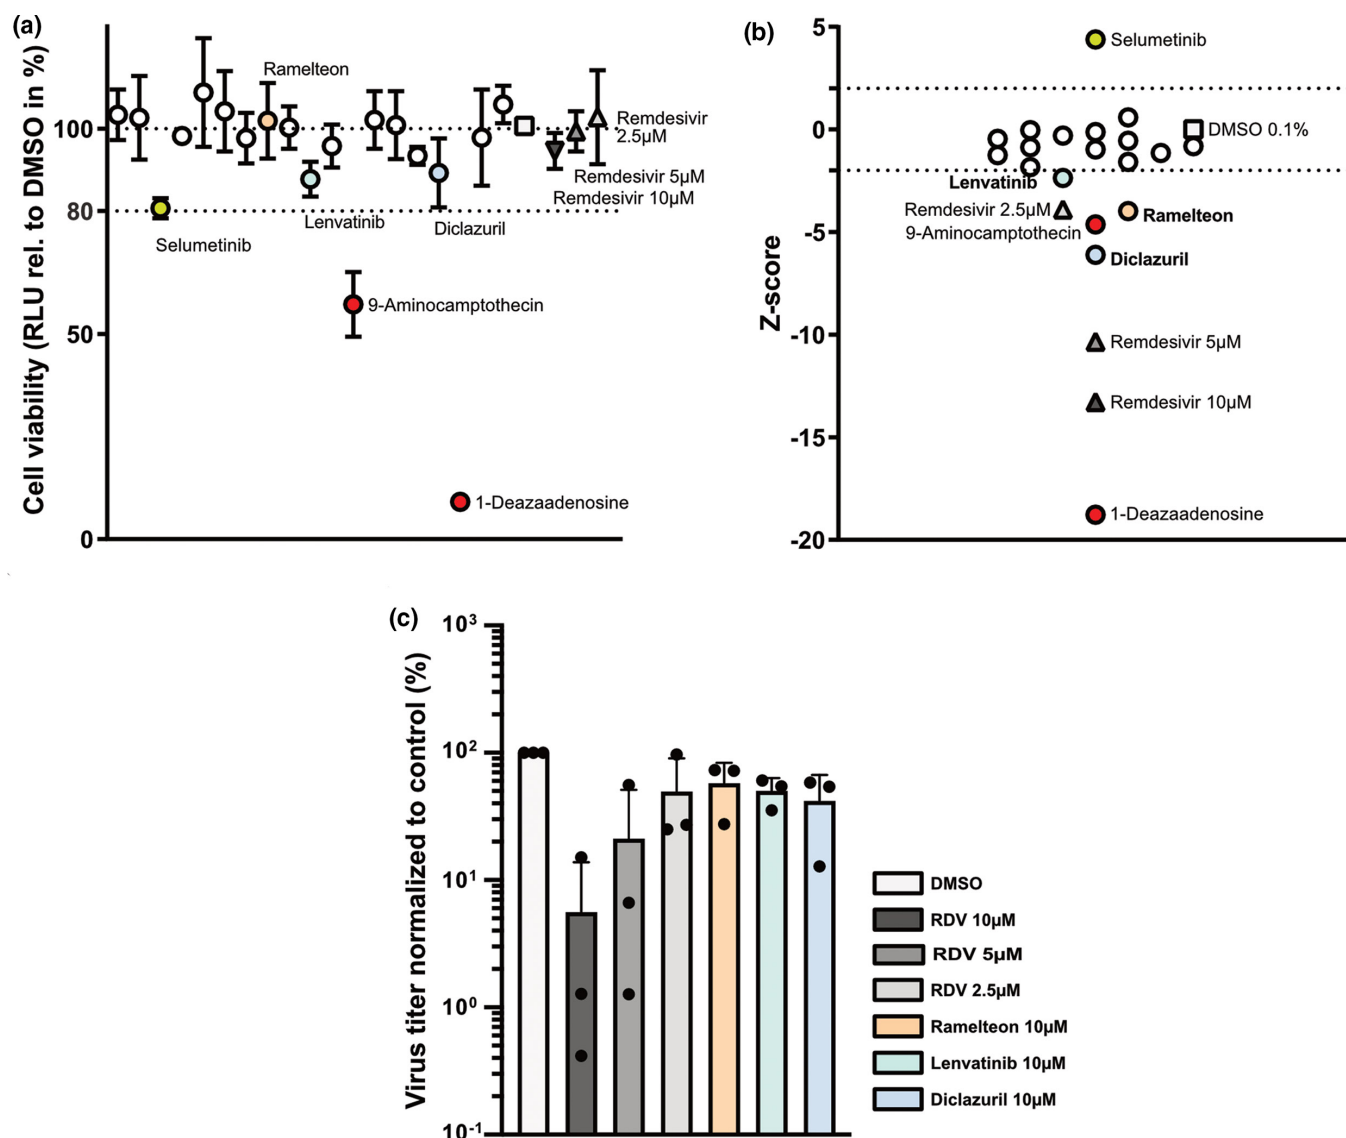 (a)
Cell viability (RLU rel. to DMSO in %)
100
80
50
0
Ramelteon
Remdesivir
2.5µM
Remdesivir 5µM
Remdesivir 10µM
Lenvatinib
Diclazuril
Selumetinib
9-Aminocamptothecin
1-Deazaadenosine
(b)
Z-score
5
0
-5
-10
-15
-20
Selumetinib
DMSO 0.1%
Lenvatinib
Remdesivir 2.5µM
Ramelteon
9-Aminocamptothecin
Diclazuril
Remdesivir 5µM
Remdesivir 10µM
1-Deazaadenosine
(c)
Virus titer normalized to control (%)
10³
10²
10¹
10⁰
10⁻¹
DMSO
RDV 10µM
RDV 5µM
RDV 2.5µM
Ramelteon 10µM
Lenvatinib 10µM
Diclazuril 10µM